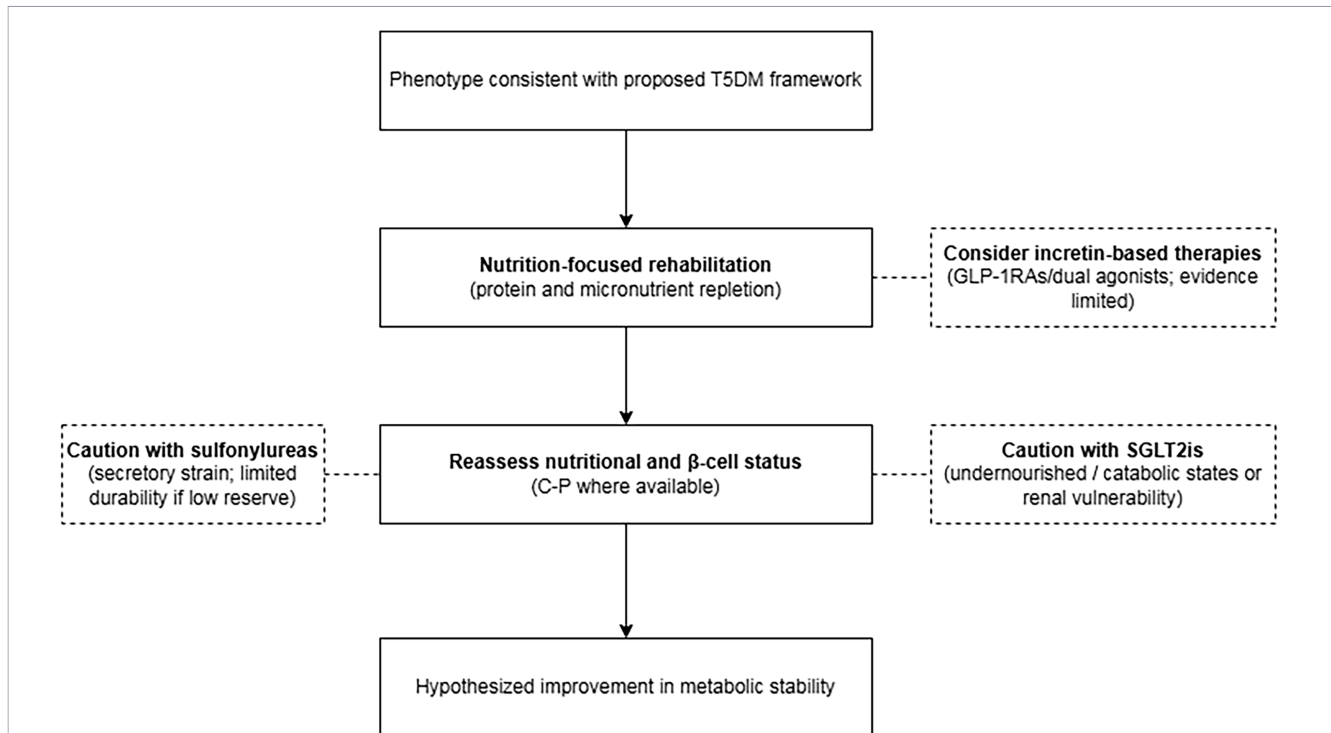 Phenotype consistent with proposed T5DM framework
Nutrition-focused rehabilitation
(protein and micronutrient repletion)
Consider incretin-based therapies
(GLP-1RAs/dual agonists; evidence
limited)
Caution with sulfonylureas
(secretory strain; limited
durability if low reserve)
Reassess nutritional and β-cell status
(C-P where available)
Caution with SGLT2is
(undernourished / catabolic states or
renal vulnerability)
Hypothesized improvement in metabolic stability